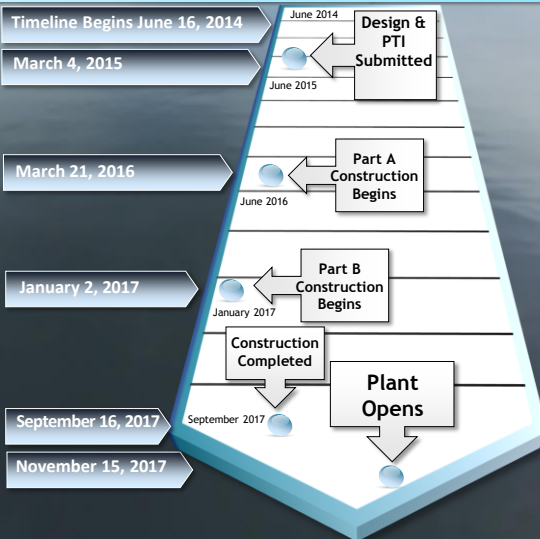 Timeline Begins June 16, 2014
June 2014
Design &
PTI
Submitted
March 4, 2015
June 2015
March 21, 2016
Part A
Construction
Begins
June 2016
January 2, 2017
Part B
Construction
Begins
January 2017
Construction
Completed
Plant
Opens
September 16, 2017
September 2017
November 15, 2017